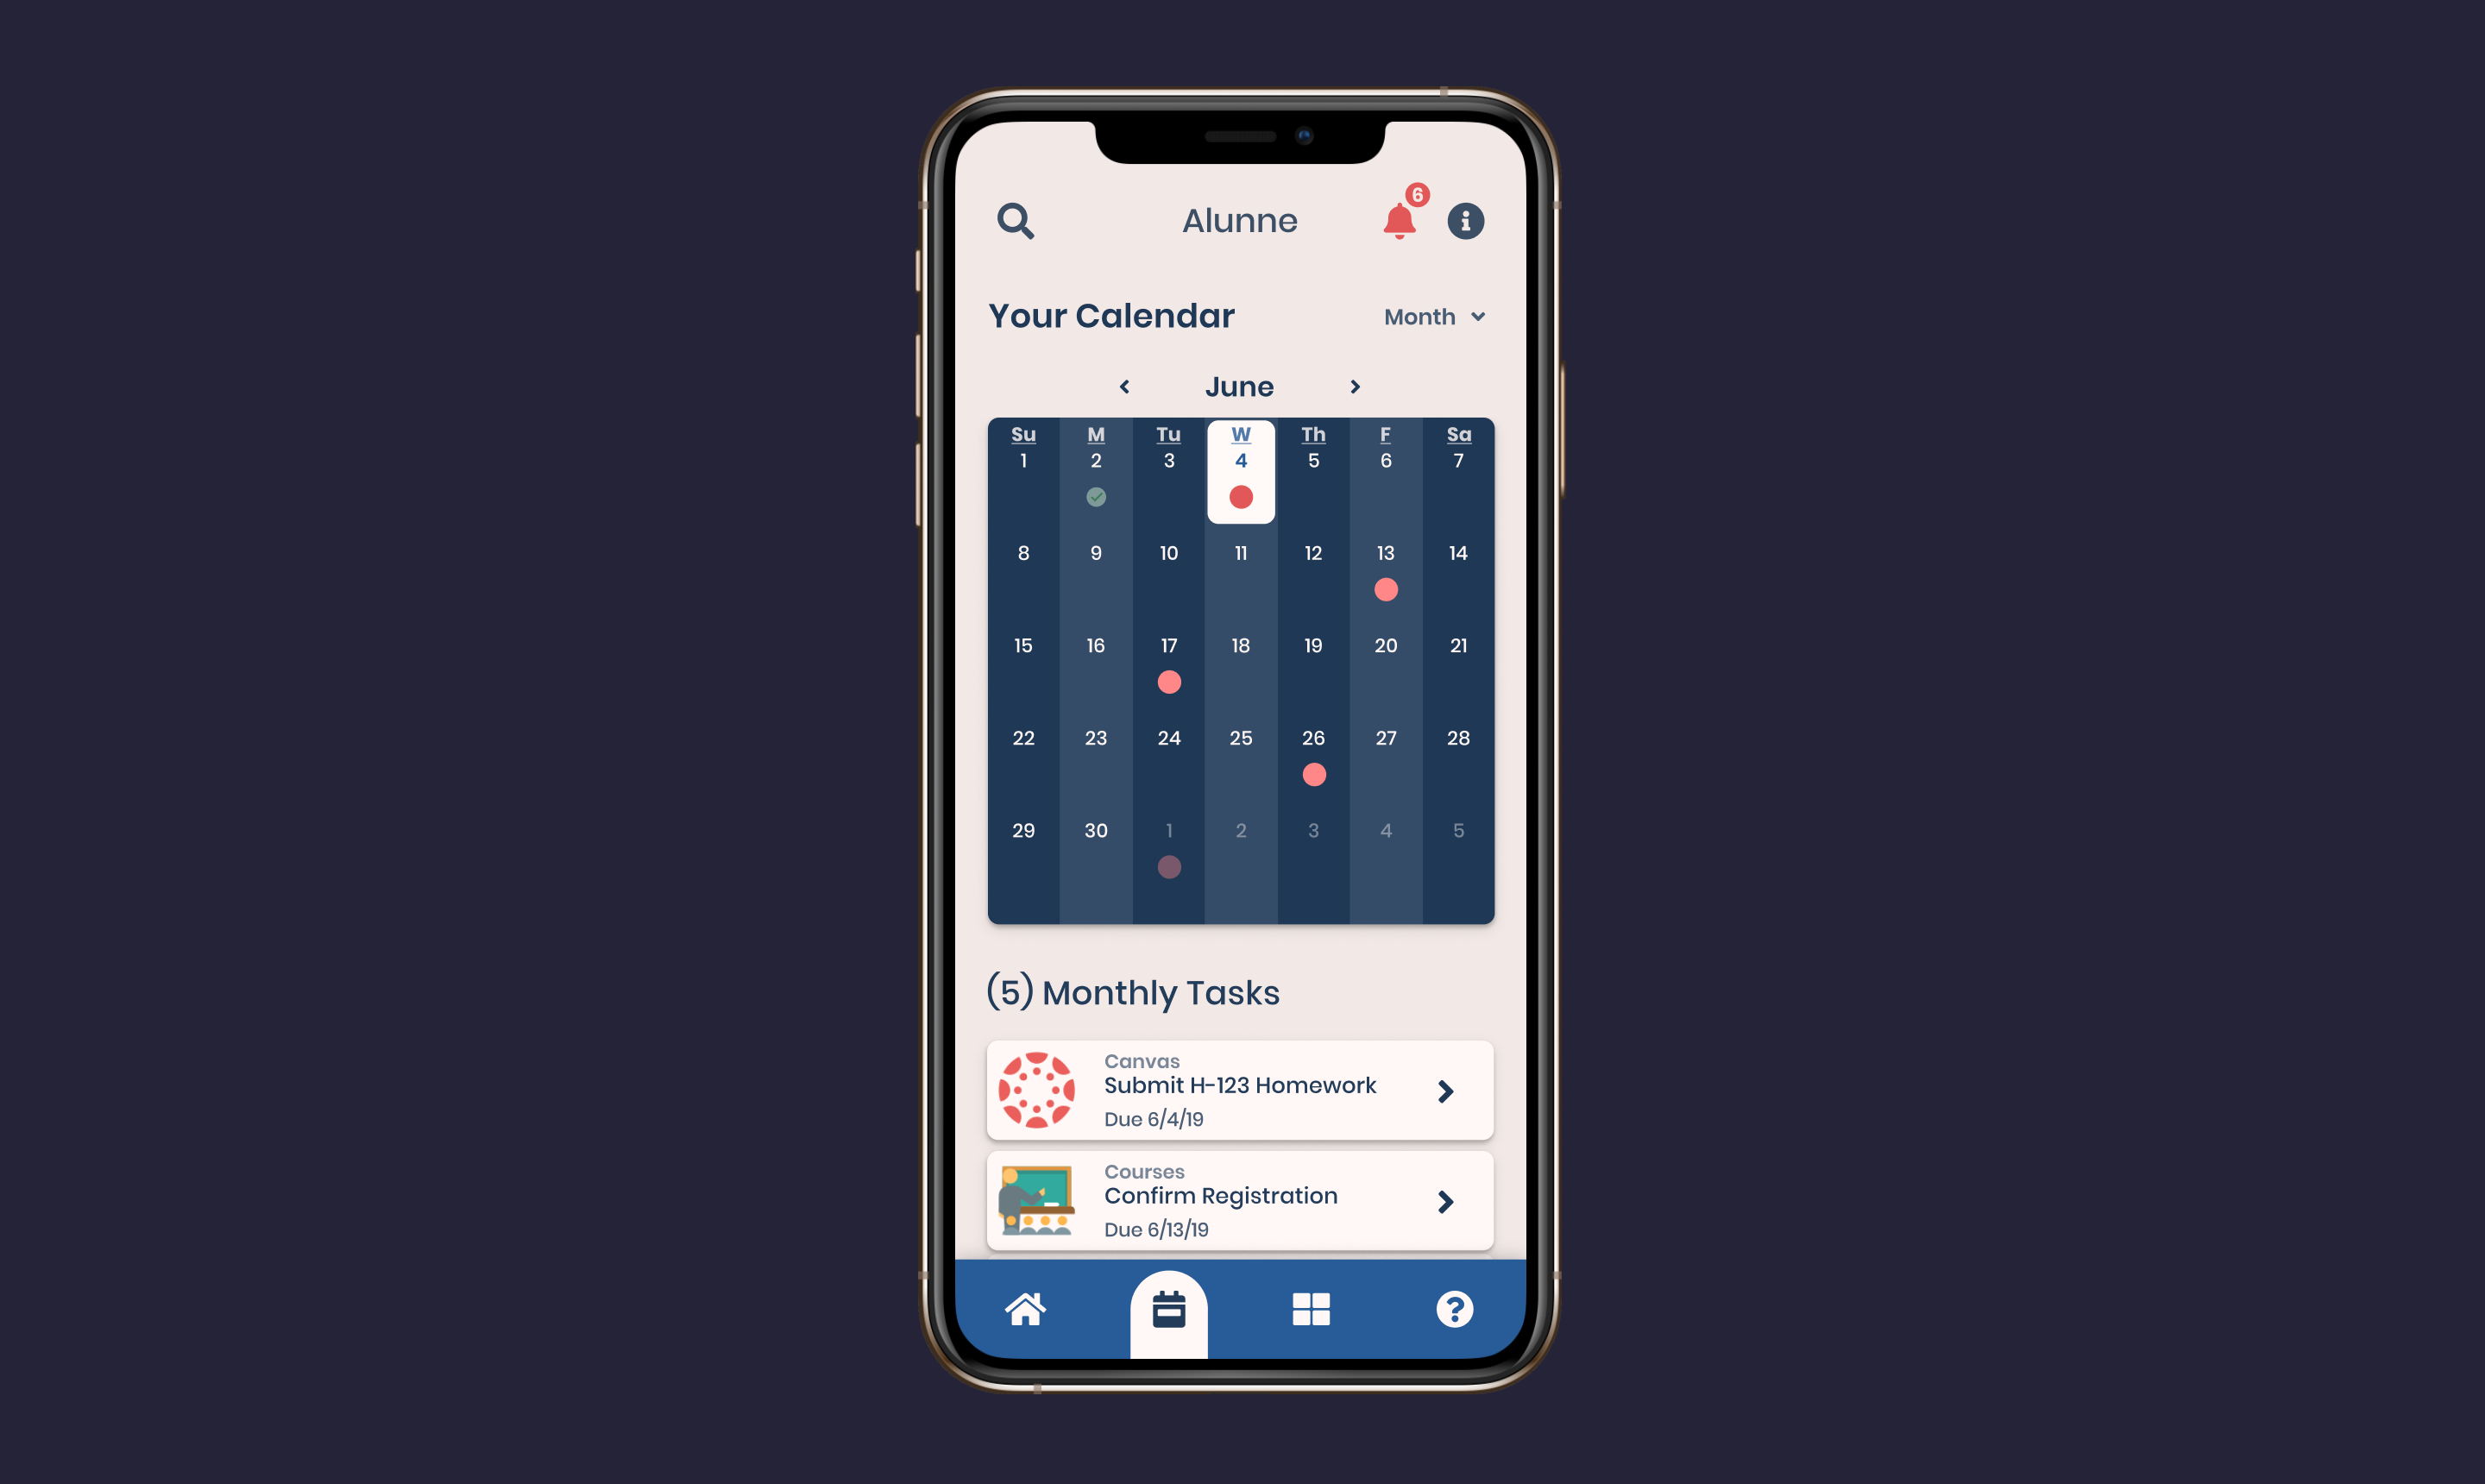 6
Alunne
Your Calendar Month
June
Su M Tu W Th F Sa
1 2 3 4 5 6 7
8 9 10 11 12 13 14
15 16 17 18 19 20 21
22 23 24 25 26 27 28
29 30 1 2 3 4 5
(5) Monthly Tasks
Canvas
Submit H-123 Homework
Due 6/4/19
Courses
Confirm Registration
Due 6/13/19